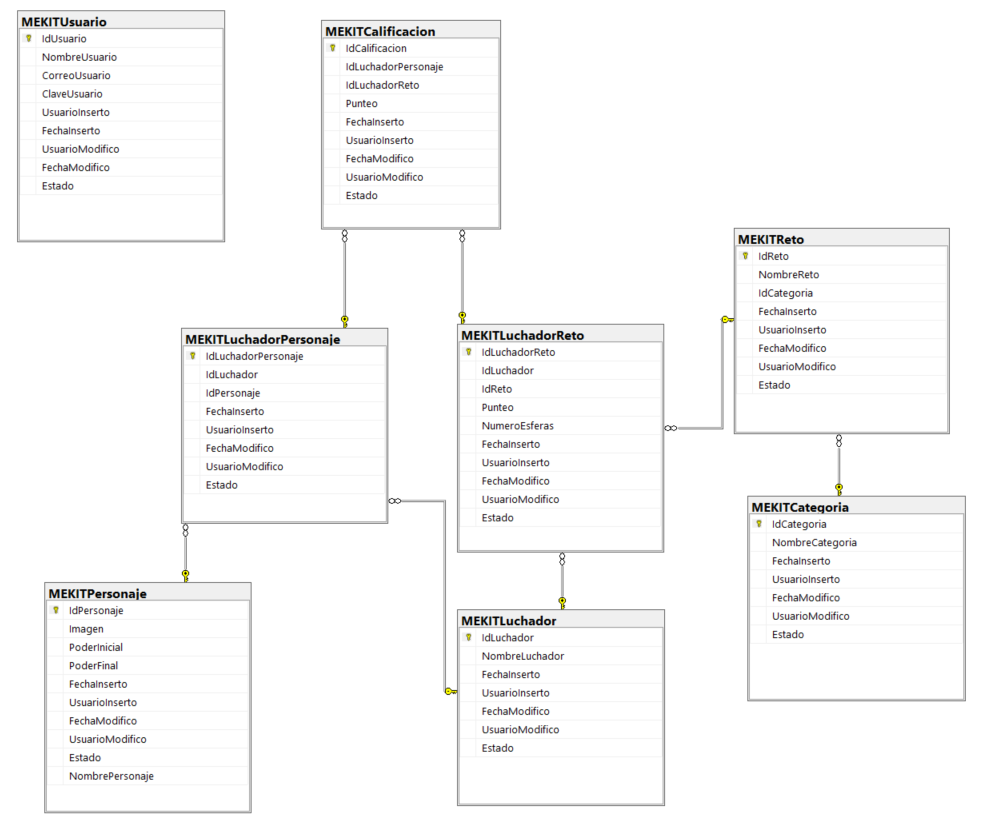 MEKITUsuario
IdUsuario
NombreUsuario
CorreoUsuario
ClaveUsuario
UsuarioInserto
FechaInserto
UsuarioModifico
FechaModifico
Estado
MEKITCalificacion
IdCalificacion
IdLuchadorPersonaje
IdLuchadorReto
Punteo
FechaInserto
UsuarioInserto
FechaModifico
UsuarioModifico
Estado
MEKITReto
IdReto
NombreReto
IdCategoria
FechaInserto
UsuarioInserto
FechaModifico
UsuarioModifico
Estado
MEKITLuchadorPersonaje
IdLuchadorPersonaje
IdLuchador
IdPersonaje
FechaInserto
UsuarioInserto
FechaModifico
UsuarioModifico
Estado
MEKITLuchadorReto
IdLuchadorReto
IdLuchador
IdReto
Punteo
NumeroEsferas
FechaInserto
UsuarioInserto
FechaModifico
UsuarioModifico
Estado
MEKITCategoria
IdCategoria
NombreCategoria
FechaInserto
UsuarioInserto
FechaModifico
UsuarioModifico
Estado
MEKITPersonaje
IdPersonaje
Imagen
PoderInicial
PoderFinal
FechaInserto
UsuarioInserto
FechaModifico
UsuarioModifico
Estado
NombrePersonaje
MEKITLuchador
IdLuchador
NombreLuchador
FechaInserto
UsuarioInserto
FechaModifico
UsuarioModifico
Estado